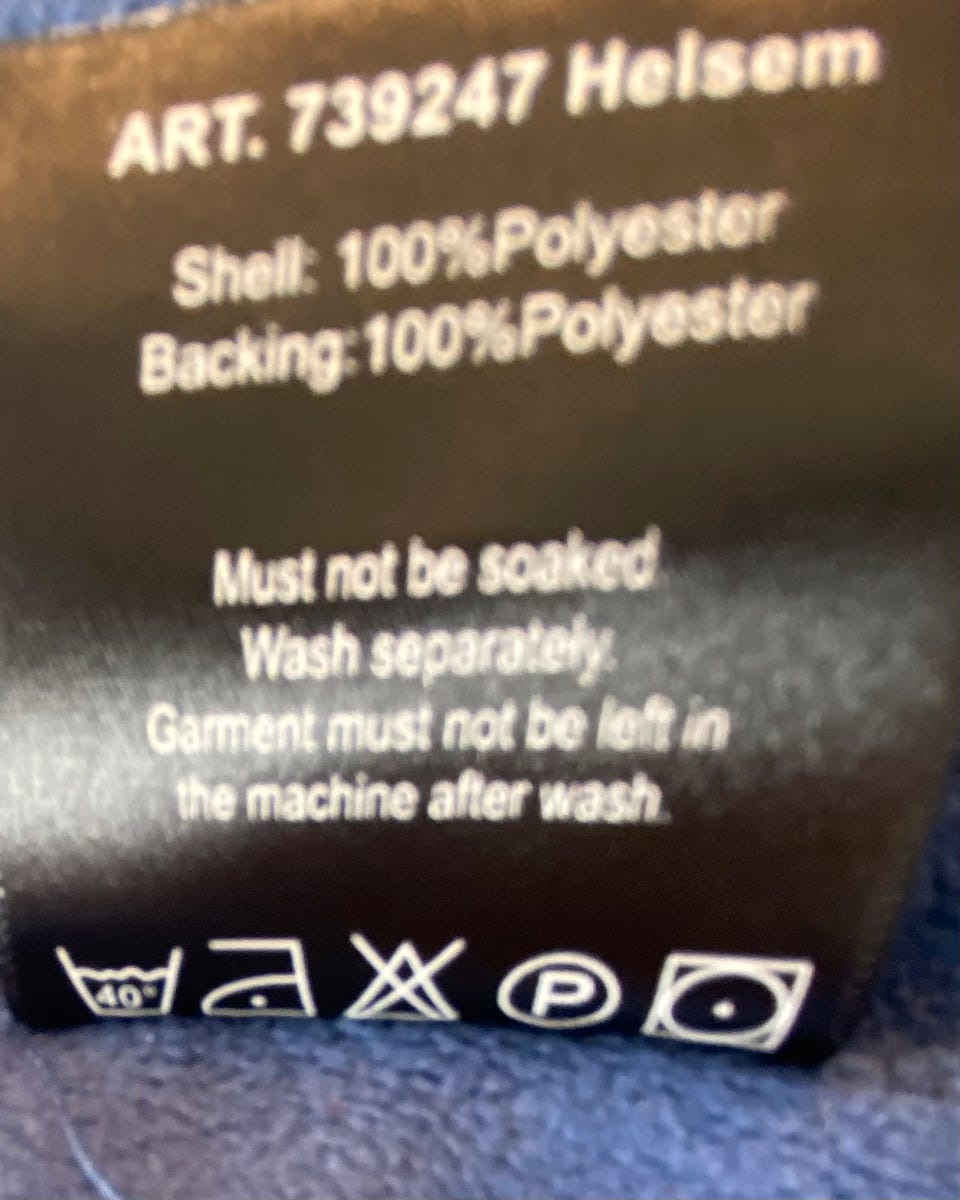 ART. 739247 Helsem
Shell: 100%Polyester
Backing:100%Polyester
Must not be soaked.
Wash separately.
Garment must not be left in
the machine after wash.
40°
P